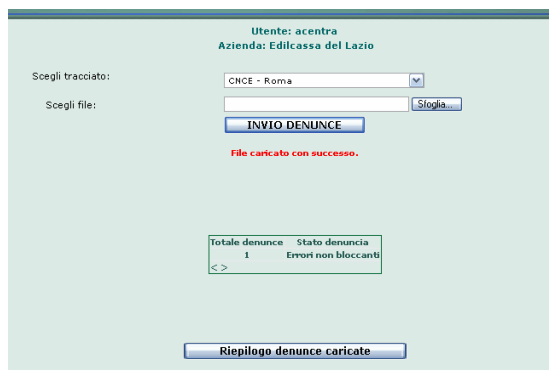 Utente: acentra
Azienda: Edilcassa del Lazio
Scegli tracciato:
CNCE - Roma
Scegli file:
Sfoglia...
INVIO DENUNCE
File caricato con successo.
Totale denunce Stato denuncia
1 Errori non bloccanti
< >
Riepilogo denunce caricate